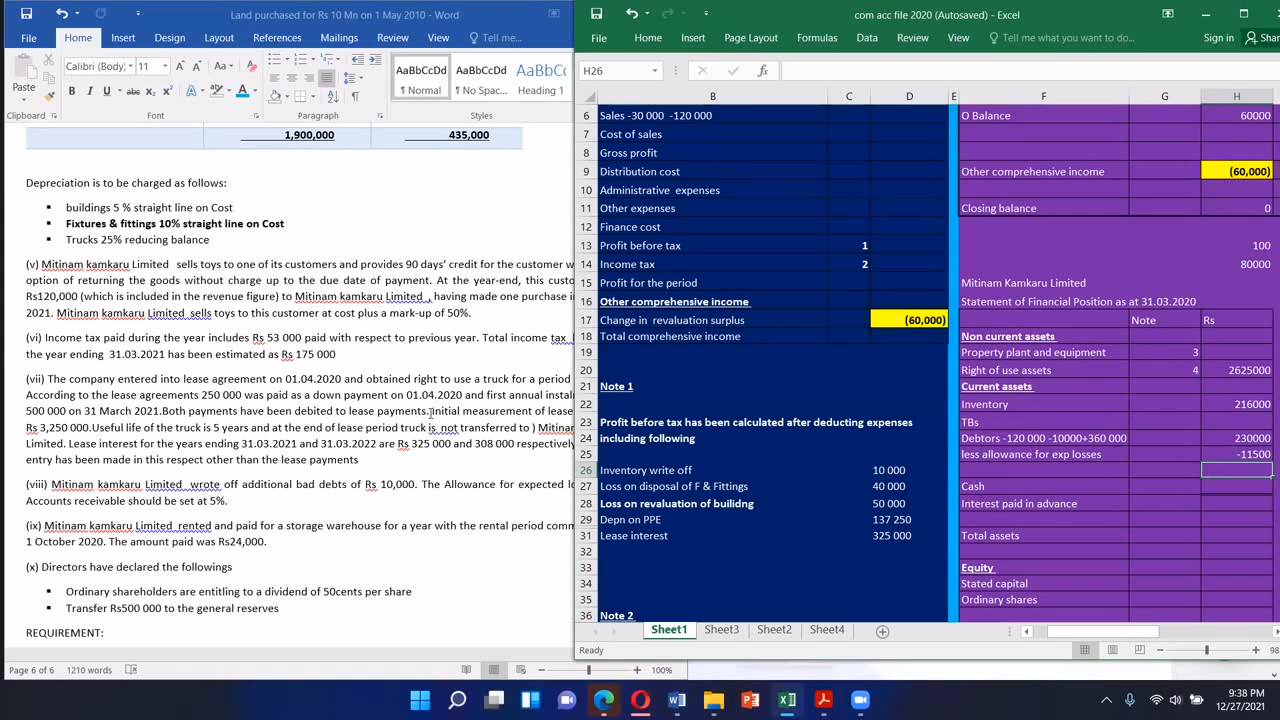 Land purchased for Rs 10 Mn on 1 May 2010 - Word
File Home Insert Design Layout References Mailings Review View Tell me...
Paste
Calibri (Body) 11 A A Aa
B I U abc x₂ x² A A
AaBbCcDd AaBbCcDd AaBbCcD
¶ Normal ¶ No Spac... Heading 1
Clipboard Font Paragraph Styles
1,900,000 435,000
Depreciation is to be charged as follows:
▪ buildings 5 % straight line on Cost
▪ Fixtures & fittings 10% straight line on Cost
▪ Trucks 25% reducing balance
(v) Mitinam kamkaru Limited sells toys to one of its customers and provides 90 days’ credit for the customer w
option of returning the goods without charge up to the due date of payment. At the year-end, this custo
Rs120,000 (which is included in the revenue figure) to Mitinam kamkaru Limited , having made one purchase i
2021. Mitinam kamkaru Limited sells toys to this customer at cost plus a mark-up of 50%.
(vi) Income tax paid during the year includes Rs 53 000 paid with respect to previous year. Total income tax
the year ending 31.03.2021 has been estimated as Rs 175 000
(vii) The company entered into lease agreement on 01.04.2020 and obtained right to use a truck for a period
According to the lease agreements 250 000 was paid as a down payment on 01.04.2020 and first annual instal
500 000 on 31 March 2021.Both payments have been debited to lease payments.Initial measurement of lease
Rs 3,250 000.Useful life of the truck is 5 years and at the end of lease period truck is not transferred to ) Mitinar
Limited. Lease interest for the years ending 31.03.2021 and 31.03.2022 are Rs 325 000 and 308 000 respectively
entry has been made in this respect other than the lease payments
(viii) Mitinam kamkaru Limited wrote off additional bad debts of Rs 10,000. The Allowance for expected lo
Accounts receivable should be set at 5%.
(ix) Mitinam kamkaru Limited rented and paid for a storage warehouse for a year with the rental period comm
1 October 2020. The amount paid was Rs24,000.
(x) Directors have declared the followings
▪ Ordinary shareholders are entitling to a dividend of 50cents per share
▪ Transfer Rs500 000 to the general reserves
REQUIREMENT:
Page 6 of 6 1210 words 100%
com acc file 2020 (Autosaved) - Excel
File Home Insert Page Layout Formulas Data Review View Tell me what you want to do... Sign in Shar
H26 fx
B C D E F G H
6 Sales -30 000 -120 000 O Balance 60000
7 Cost of sales
8 Gross profit
9 Distribution cost Other comprehensive income (60,000)
10 Administrative expenses
11 Other expenses Closing balance 0
12 Finance cost
13 Profit before tax 1 100
14 Income tax 2 80000
15 Profit for the period Mitinam Kamkaru Limited
16 Other comprehensive income Statement of Financial Position as at 31.03.2020
17 Change in revaluation surplus (60,000) Note Rs
18 Total comprehensive income Non current assets
19 Property plant and equipment 3
20 Right of use assets 4 2625000
21 Note 1 Current assets
22 Inventory 216000
23 Profit before tax has been calculated after deducting expenses TBs
24 including following Debtors -120 000 -10000+360 000 230000
25 less allowance for exp losses -11500
26 Inventory write off 10 000
27 Loss on disposal of F & Fittings 40 000 Cash
28 Loss on revaluation of builidng 50 000 Interest paid in advance
29 Depn on PPE 137 250
31 Lease interest 325 000 Total assets
32
33 Equity
34 Stated capital
35 Ordinary shares
36 Note 2
Sheet1 Sheet3 Sheet2 Sheet4
Ready 98
9:38 PM
12/27/2021